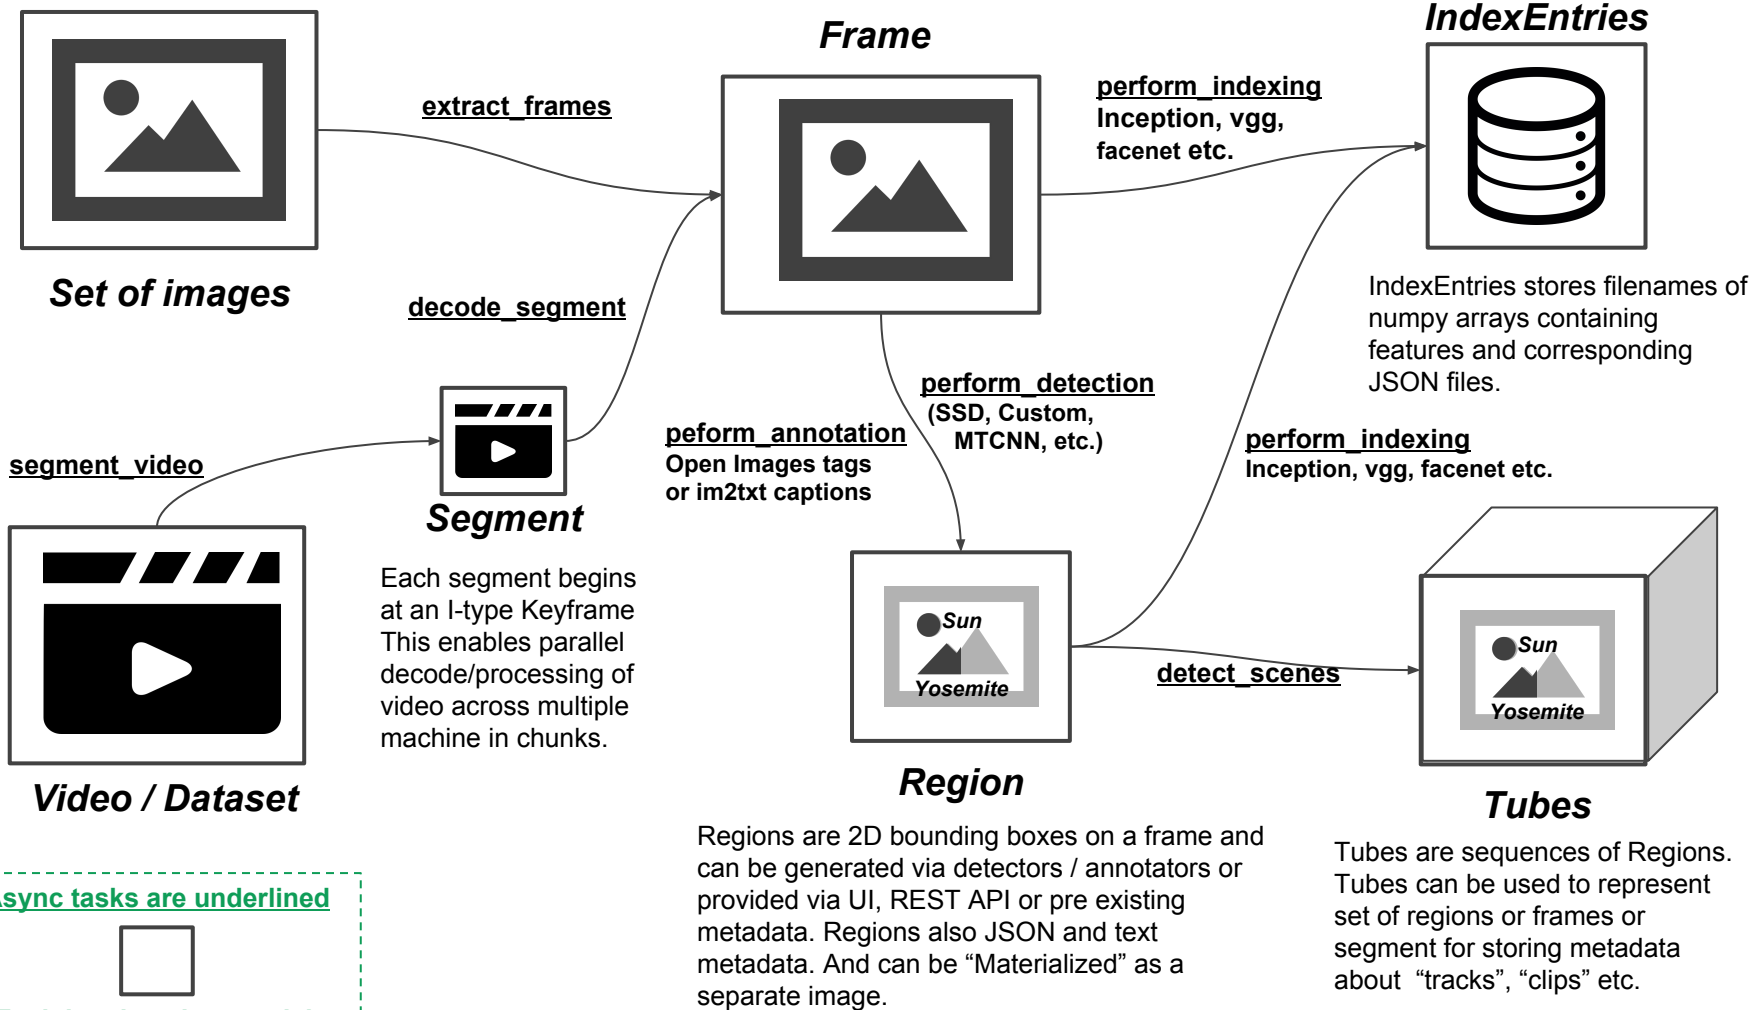 IndexEntries
Frame
extract_frames
perform_indexing
Inception, vgg,
facenet etc.
Set of images
decode_segment
IndexEntries stores filenames of
numpy arrays containing
features and corresponding
JSON files.
perform_detection
(SSD, Custom,
MTCNN, etc.)
peform_annotation
Open Images tags
or im2txt captions
perform_indexing
Inception, vgg, facenet etc.
segment_video
Segment
Each segment begins
at an I-type Keyframe
This enables parallel
decode/processing of
video across multiple
machine in chunks.
Sun
Yosemite
detect_scenes
Sun
Yosemite
Video / Dataset
Region
Regions are 2D bounding boxes on a frame and
can be generated via detectors / annotators or
provided via UI, REST API or pre existing
metadata. Regions also JSON and text
metadata. And can be “Materialized” as a
separate image.
Tubes
Tubes are sequences of Regions.
Tubes can be used to represent
set of regions or frames or
segment for storing metadata
about “tracks”, “clips” etc.
tasks are underlined